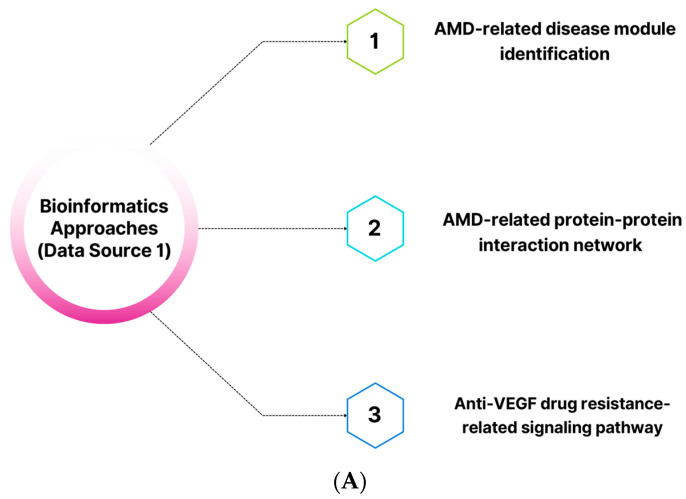 Bioinformatics
Approaches
(Data Source 1)
1
AMD-related disease module
identification
2
AMD-related protein-protein
interaction network
3
Anti-VEGF drug resistance-
related signaling pathway
(A)